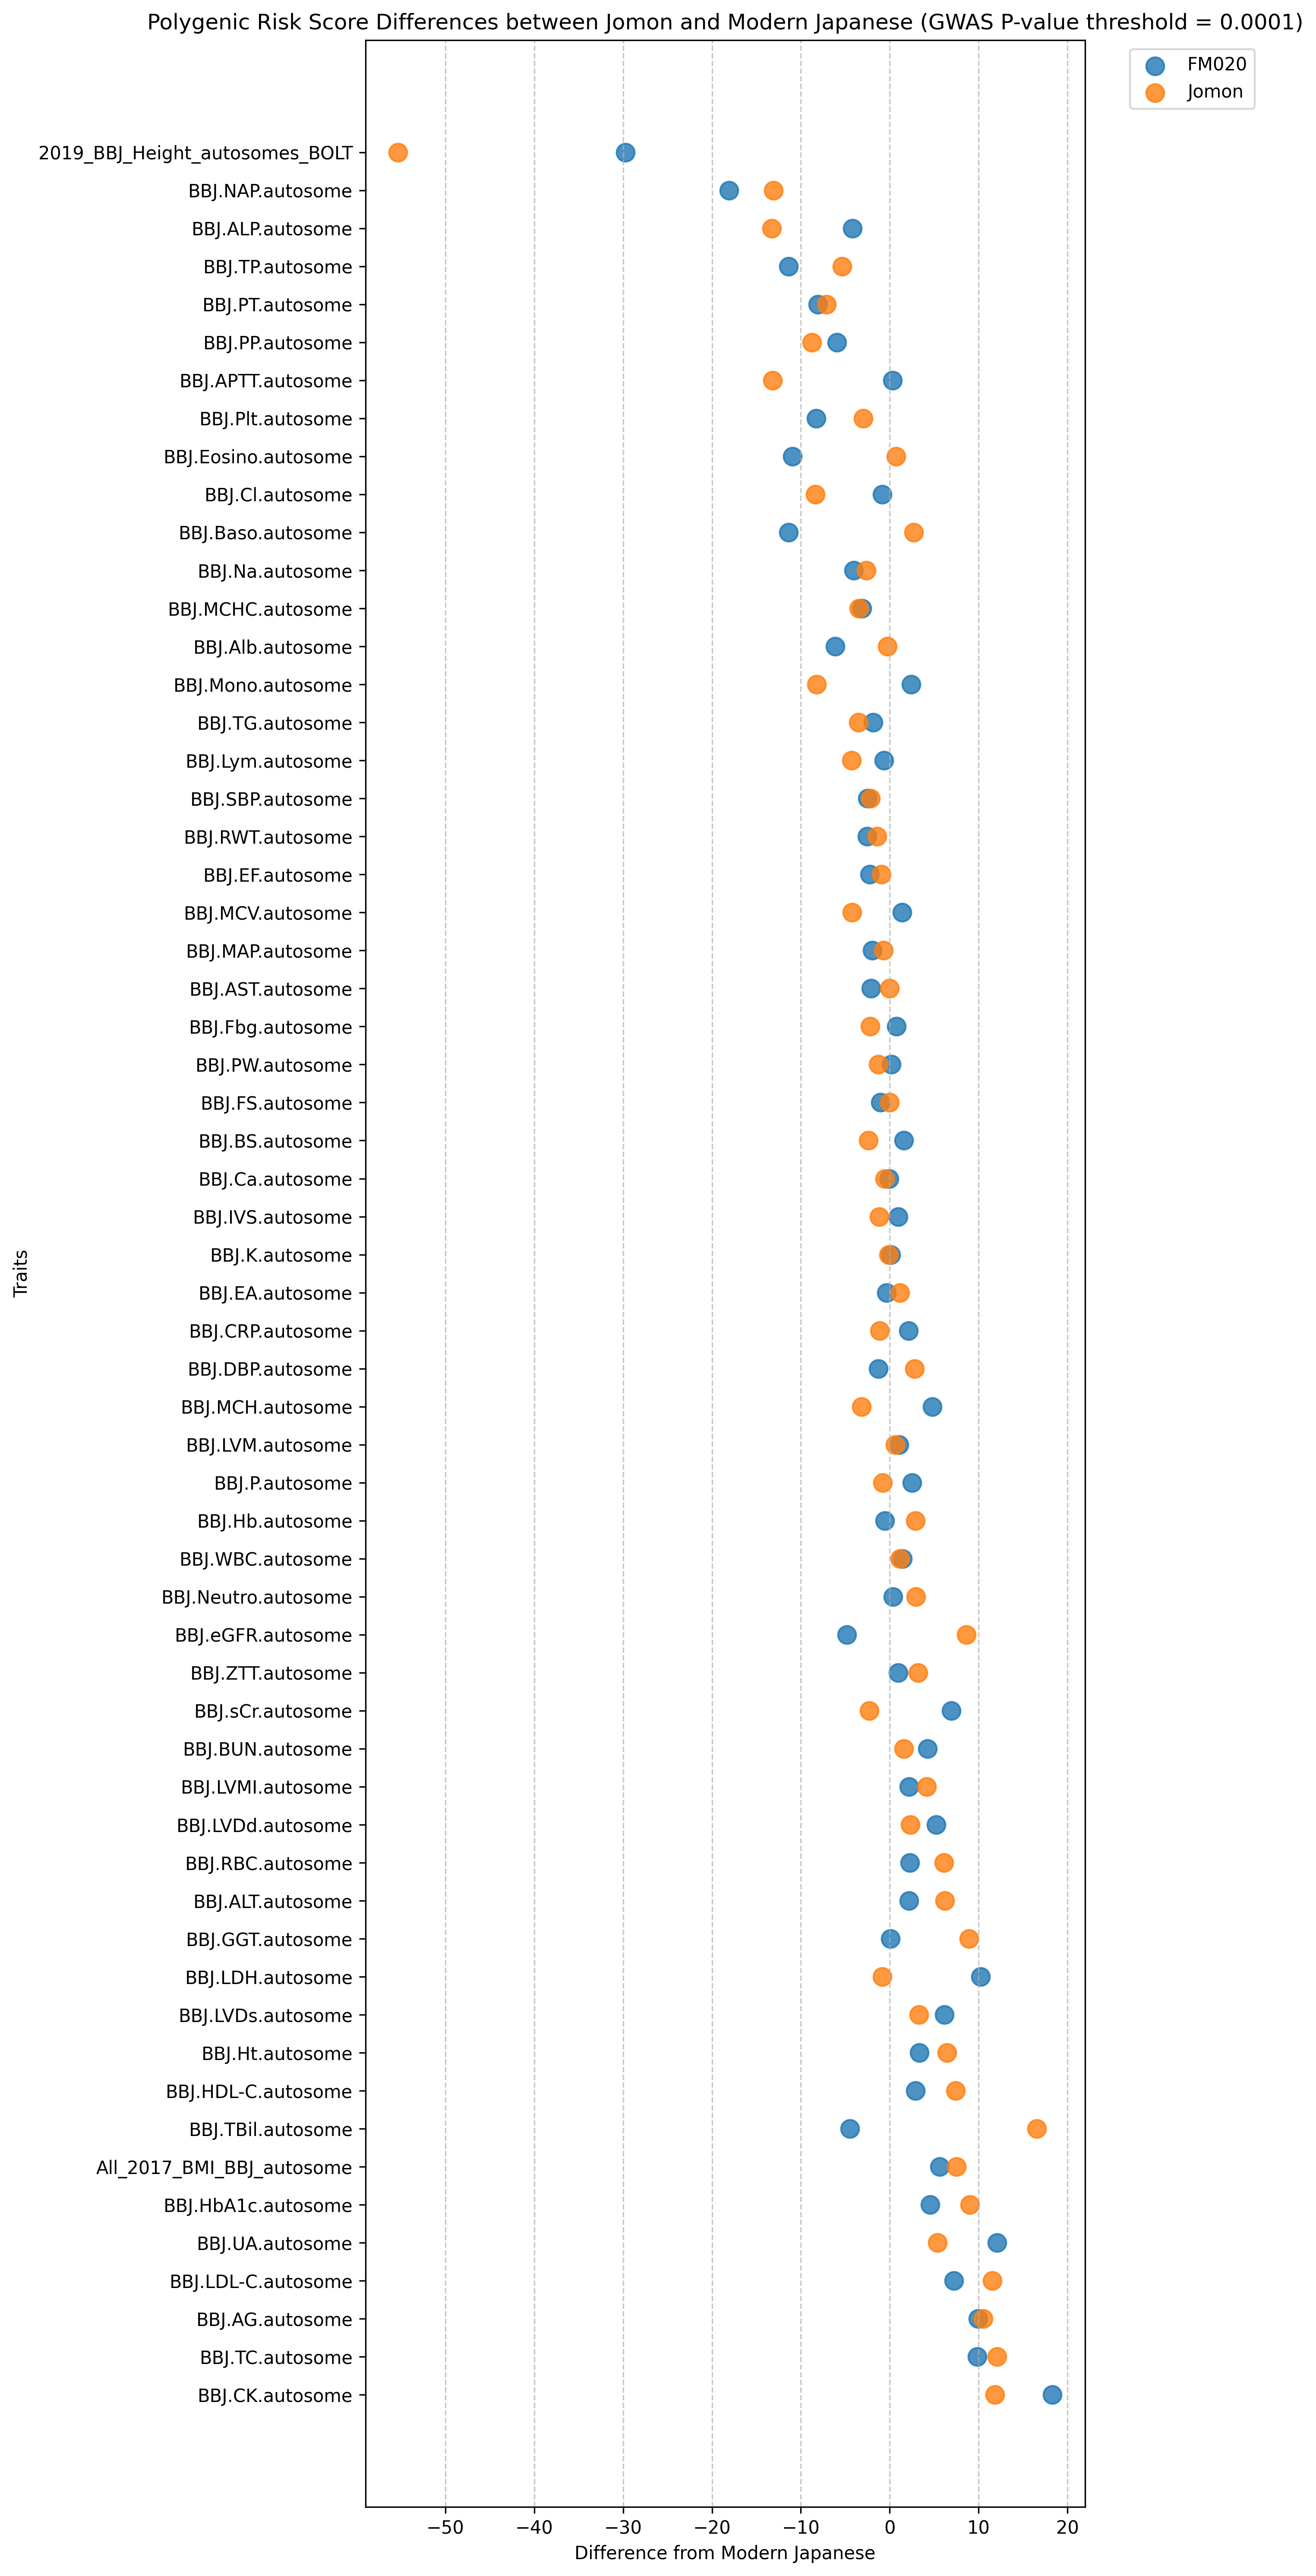 Polygenic Risk Score Differences between Jomon and Modern Japanese (GWAS P-value threshold = 0.0001)
FM020
Jomon
2019_BBJ_Height_autosomes_BOLT
BBJ.NAP.autosome
BBJ.ALP.autosome
BBJ.TP.autosome
BBJ.PT.autosome
BBJ.PP.autosome
BBJ.APTT.autosome
BBJ.Plt.autosome
BBJ.Eosino.autosome
BBJ.Cl.autosome
BBJ.Baso.autosome
BBJ.Na.autosome
BBJ.MCHC.autosome
BBJ.Alb.autosome
BBJ.Mono.autosome
BBJ.TG.autosome
BBJ.Lym.autosome
BBJ.SBP.autosome
BBJ.RWT.autosome
BBJ.EF.autosome
BBJ.MCV.autosome
BBJ.MAP.autosome
BBJ.AST.autosome
BBJ.Fbg.autosome
BBJ.PW.autosome
BBJ.FS.autosome
BBJ.BS.autosome
BBJ.Ca.autosome
BBJ.IVS.autosome
BBJ.K.autosome
BBJ.EA.autosome
BBJ.CRP.autosome
BBJ.DBP.autosome
BBJ.MCH.autosome
BBJ.LVM.autosome
BBJ.P.autosome
BBJ.Hb.autosome
BBJ.WBC.autosome
BBJ.Neutro.autosome
BBJ.eGFR.autosome
BBJ.ZTT.autosome
BBJ.sCr.autosome
BBJ.BUN.autosome
BBJ.LVMI.autosome
BBJ.LVDd.autosome
BBJ.RBC.autosome
BBJ.ALT.autosome
BBJ.GGT.autosome
BBJ.LDH.autosome
BBJ.LVDs.autosome
BBJ.Ht.autosome
BBJ.HDL-C.autosome
BBJ.TBil.autosome
All_2017_BMI_BBJ_autosome
BBJ.HbA1c.autosome
BBJ.UA.autosome
BBJ.LDL-C.autosome
BBJ.AG.autosome
BBJ.TC.autosome
BBJ.CK.autosome
Traits
−50 −40 −30 −20 −10 0 10 20
Difference from Modern Japanese